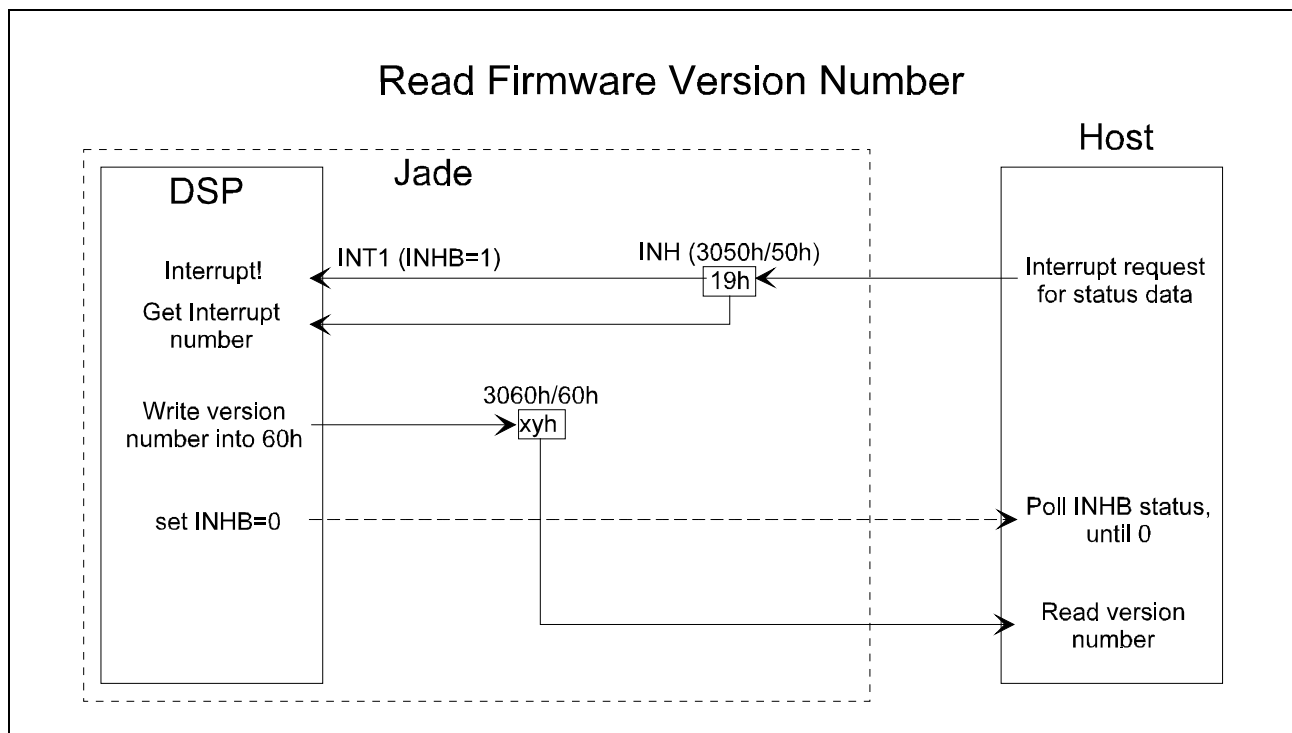 Read Firmware Version Number
Host
Jade
DSP
INT1 (INHB=1)
INH (3050h/50h)
Interrupt!
19h
Interrupt request
for status data
Get Interrupt
number
3060h/60h
Write version
number into 60h
xyh
set INHB=0
Poll INHB status,
until 0
Read version
number